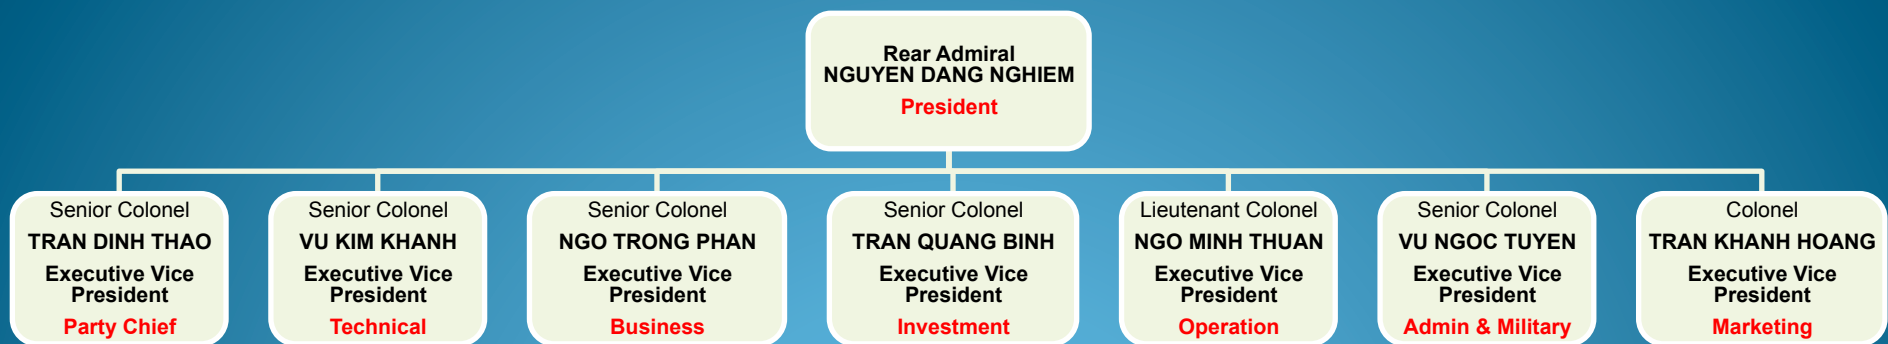 Rear Admiral
NGUYEN DANG NGHIEM
President
Senior Colonel
TRAN DINH THAO
Executive Vice
President
Party Chief
Senior Colonel
VU KIM KHANH
Executive Vice
President
Technical
Senior Colonel
NGO TRONG PHAN
Executive Vice
President
Business
Senior Colonel
TRAN QUANG BINH
Executive Vice
President
Investment
Lieutenant Colonel
NGO MINH THUAN
Executive Vice
President
Operation
Senior Colonel
VU NGOC TUYEN
Executive Vice
President
Admin & Military
Colonel
TRAN KHANH HOANG
Executive Vice
President
Marketing